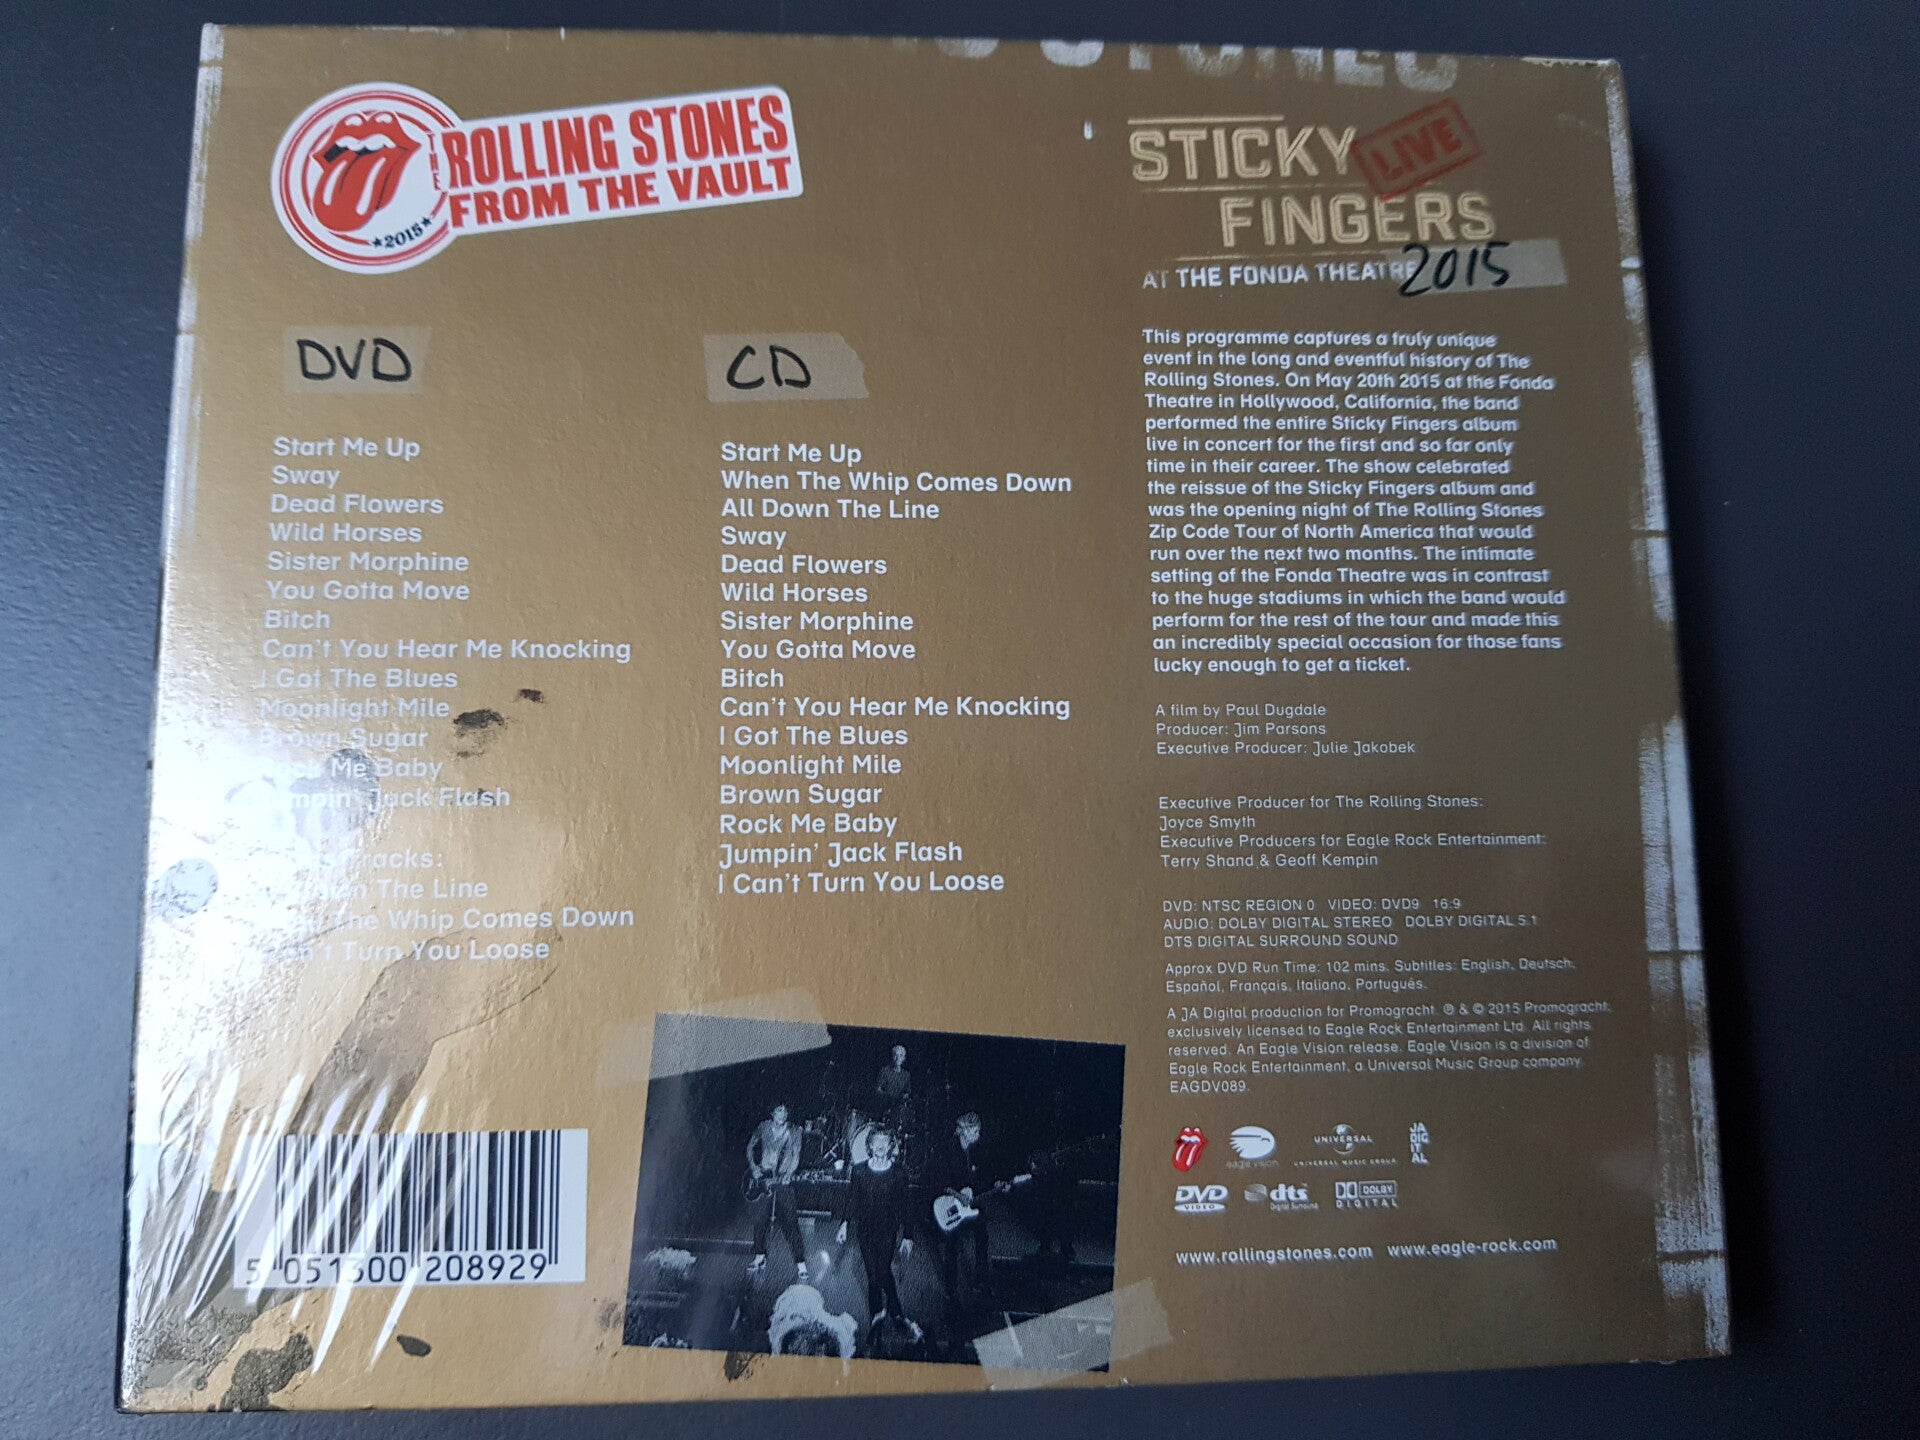 THE
ROLLING STONES
FROM THE VAULT
★2015★
STICKY
LIVE
FINGERS
AT THE FONDA THEATRE
2015
DVD
Start Me Up
Sway
Dead Flowers
Wild Horses
Sister Morphine
You Gotta Move
Bitch
Can't You Hear Me Knocking
I Got The Blues
Moonlight Mile
Brown Sugar
Me Baby
Jack Flash
Tracks:
The Line
The Whip Comes Down
Turn You Loose
CD
Start Me Up
When The Whip Comes Down
All Down The Line
Sway
Dead Flowers
Wild Horses
Sister Morphine
You Gotta Move
Bitch
Can't You Hear Me Knocking
I Got The Blues
Moonlight Mile
Brown Sugar
Rock Me Baby
Jumpin' Jack Flash
I Can't Turn You Loose
This programme captures a truly unique
event in the long and eventful history of The
Rolling Stones. On May 20th 2015 at the Fonda
Theatre in Hollywood, California, the band
performed the entire Sticky Fingers album
live in concert for the first and so far only
time in their career. The show celebrated
the reissue of the Sticky Fingers album and
was the opening night of The Rolling Stones
Zip Code Tour of North America that would
run over the next two months. The intimate
setting of the Fonda Theatre was in contrast
to the huge stadiums in which the band would
perform for the rest of the tour and made this
an incredibly special occasion for those fans
lucky enough to get a ticket.
A film by Paul Dugdale
Producer: Jim Parsons
Executive Producer: Julie Jakobek
Executive Producer for The Rolling Stones:
Joyce Smyth
Executive Producers for Eagle Rock Entertainment:
Terry Shand & Geoff Kempin
DVD: NTSC REGION 0 VIDEO: DVD9 16:9
AUDIO: DOLBY DIGITAL STEREO DOLBY DIGITAL 5.1
DTS DIGITAL SURROUND SOUND
Approx DVD Run Time: 102 mins. Subtitles: English, Deutsch,
Español, Français, Italiano, Português.
A JA Digital production for Promogracht. ℗ & © 2015 Promogracht,
exclusively licensed to Eagle Rock Entertainment Ltd. All rights
reserved. An Eagle Vision release. Eagle Vision is a division of
Eagle Rock Entertainment, a Universal Music Group company.
EAGDV089.
eagle vision
UNIVERSAL
UNIVERSAL MUSIC GROUP
JA
DIG
IT
AL
DVD
VIDEO
dts
Digital Surround
DOLBY
DIGITAL
www.rollingstones.com www.eagle-rock.com
5 051300 208929